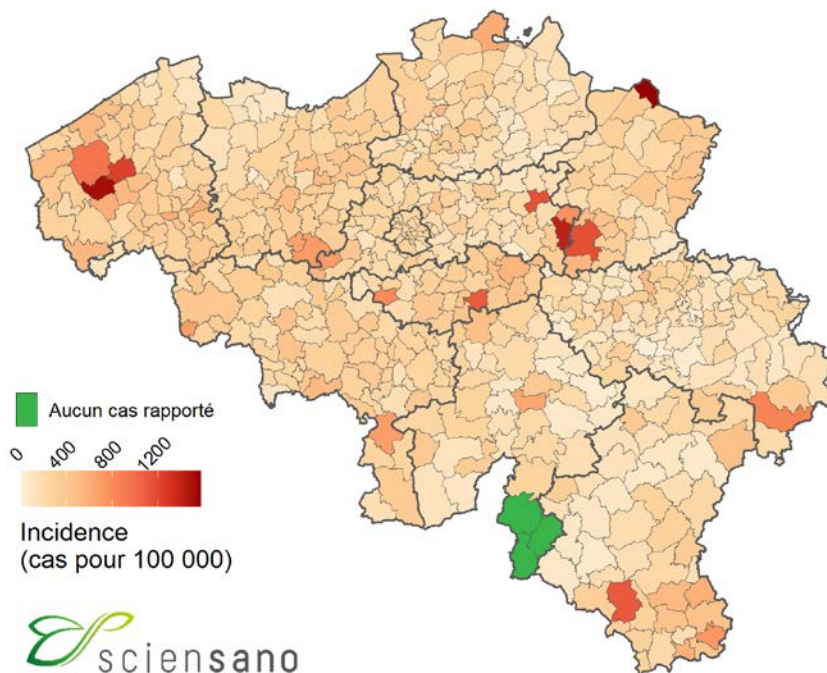 Aucun cas rapporté
0 400 800 1200
Incidence
(cas pour 100 000)
sciensano